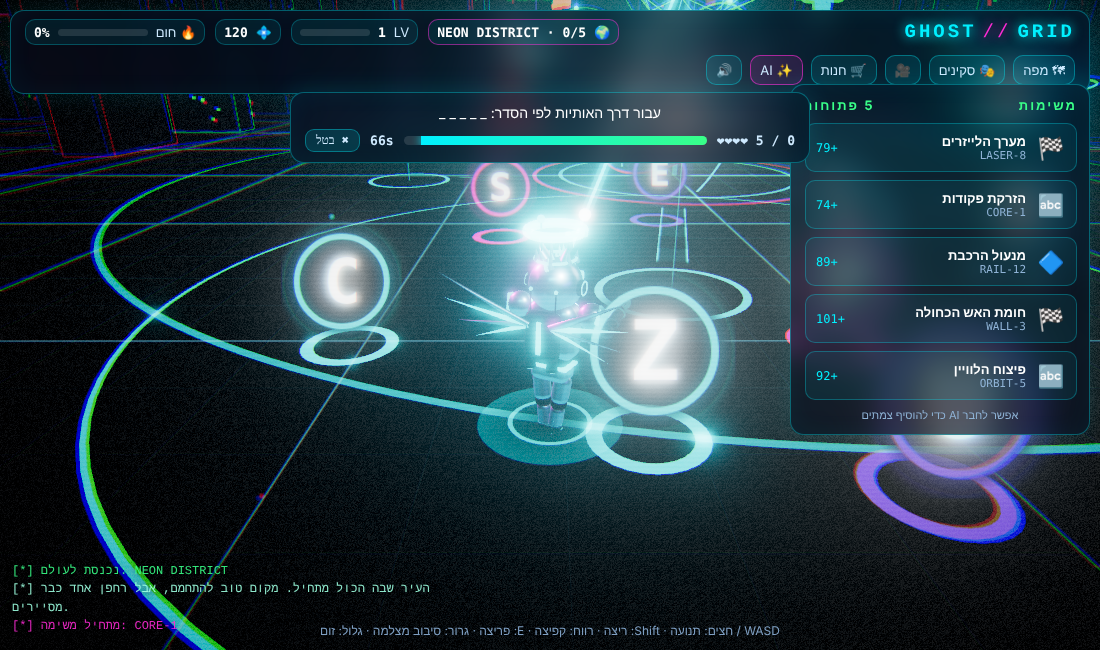 GHOST // GRID
🌍 NEON DISTRICT · 0/5
LV 1
💠 120
🔥 חום 0%
🗺 מפה
🎭 סקינים
🎥
🛒 חנות
✨ AI
🔊
משימות
5 פתוחות
🏁 מערך הלייזרים
LASER-8
79+
🔤 הזרקת פקודות
CORE-1
74+
🔷 מנעול הרכבת
RAIL-12
89+
🏁 חומת האש הכחולה
WALL-3
101+
🔤 פיצוח הלוויין
ORBIT-5
92+
אפשר לחבר AI כדי להוסיף צמתים
עבור דרך האותיות לפי הסדר: _ _ _ _ _
0 / 5 ❤❤❤❤
66s
✖ בטל
S
E
C
Z
[*] נכנסת לעולם: NEON DISTRICT
[*] העיר שבה הכול מתחיל. מקום טוב להתחמם, אבל רחפן אחד כבר
מסיירים.
[*] מתחיל משימה: CORE-1
WASD / חצים: תנועה · Shift: ריצה · רווח: קפיצה · E: פריצה · גרור: סיבוב מצלמה · גלול: זום